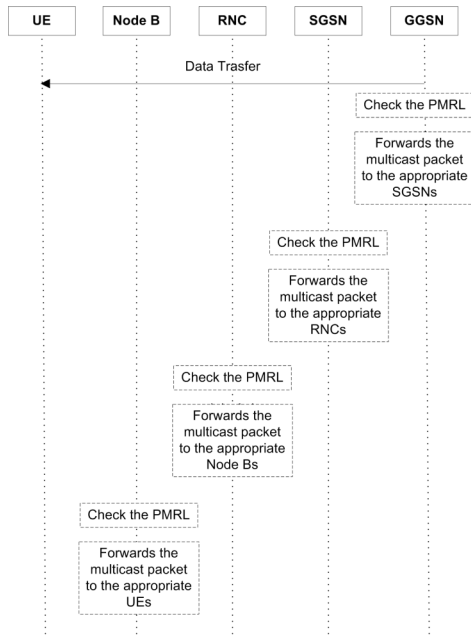 UE Node B RNC SGSN GGSN
Data Trasfer
Check the PMRL
Forwards the
multicast packet
to the appropriate
SGSNs
Check the PMRL
Forwards the
multicast packet
to the appropriate
RNCs
Check the PMRL
Forwards the
multicast packet
to the appropriate
Node Bs
Check the PMRL
Forwards the
multicast packet
to the appropriate
UEs